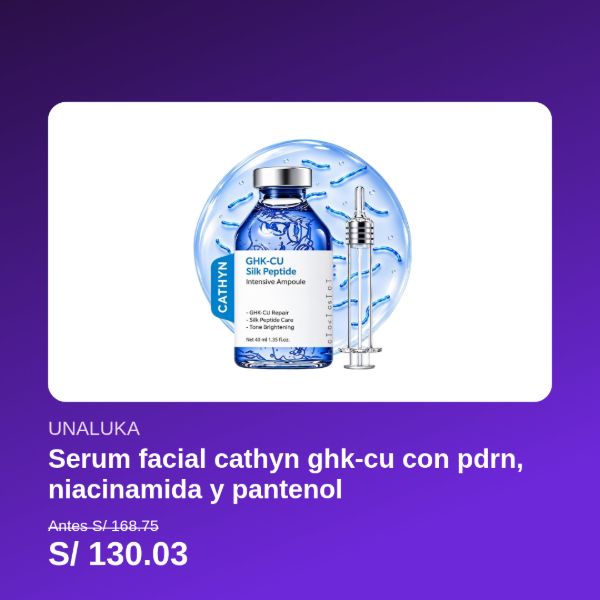 CATHYN
GHK-CU
Silk Peptide
Intensive Ampoule
- GHK-CU Repair
- Silk Peptide Care
- Tone Brightening
Net 40 ml 1.35 fl.oz.
UNALUKA
Serum facial cathyn ghk-cu con pdrn,
niacinamida y pantenol
Antes S/ 168.75
S/ 130.03